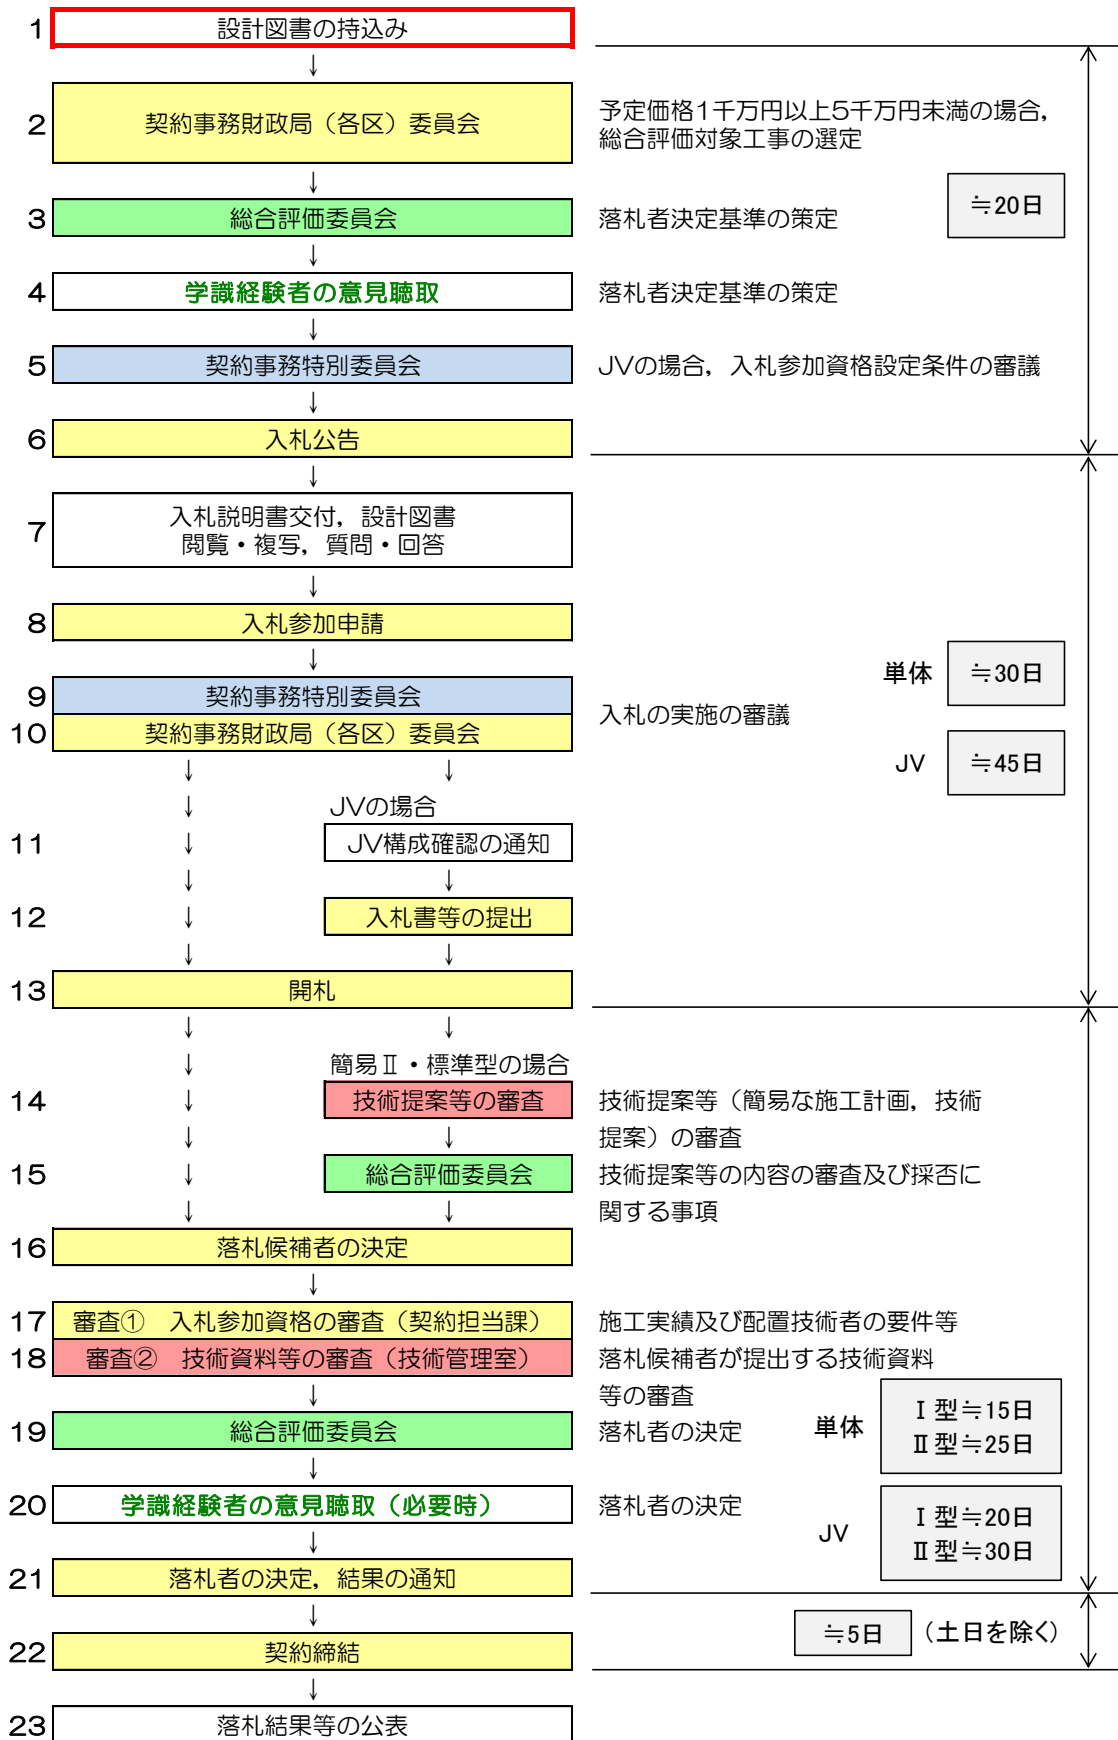 1 設計図書の持込み
↓
2 契約事務財政局（各区）委員会
予定価格1千万円以上5千万円未満の場合，
総合評価対象工事の選定
↓
3 総合評価委員会 落札者決定基準の策定 ≒20日
↓
4 学識経験者の意見聴取 落札者決定基準の策定
↓
5 契約事務特別委員会 JVの場合，入札参加資格設定条件の審議
↓
6 入札公告
↓
7 入札説明書交付，設計図書
閲覧・複写，質問・回答
↓
8 入札参加申請
↓
単体 ≒30日
9 契約事務特別委員会
入札の実施の審議
10 契約事務財政局（各区）委員会
JV ≒45日
↓ ↓
↓ JVの場合
11 ↓ JV構成確認の通知
↓ ↓
12 ↓ 入札書等の提出
↓ ↓
13 開札
↓ ↓
↓ 簡易Ⅱ・標準型の場合
14 ↓ 技術提案等の審査 技術提案等（簡易な施工計画，技術
↓ ↓ 提案）の審査
15 ↓ 総合評価委員会 技術提案等の内容の審査及び採否に
↓ ↓ 関する事項
16 落札候補者の決定
↓
17 審査① 入札参加資格の審査（契約担当課） 施工実績及び配置技術者の要件等
18 審査② 技術資料等の審査（技術管理室） 落札候補者が提出する技術資料
↓ 等の審査
19 総合評価委員会 落札者の決定
単体 Ⅰ型≒15日
Ⅱ型≒25日
↓
20 学識経験者の意見聴取（必要時） 落札者の決定
JV Ⅰ型≒20日
Ⅱ型≒30日
↓
21 落札者の決定，結果の通知
↓
≒5日 （土日を除く）
22 契約締結
↓
23 落札結果等の公表